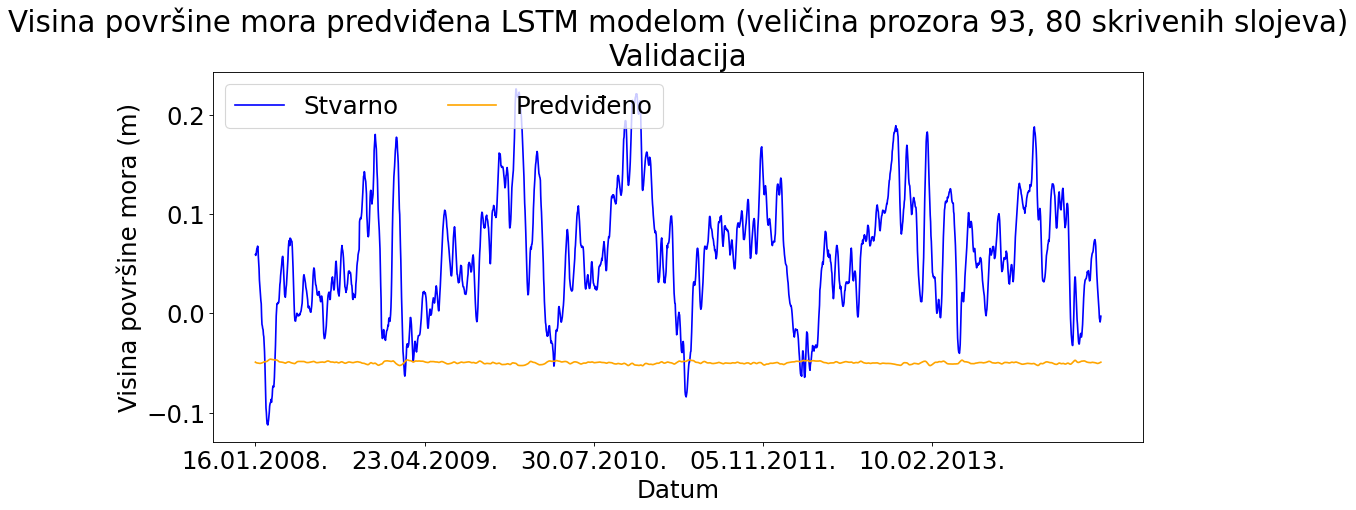 Visina površine mora predviđena LSTM modelom (veličina prozora 93, 80 skrivenih slojeva)
Validacija
Stvarno Predviđeno
Visina površine mora (m)
0.2
0.1
0.0
−0.1
16.01.2008. 23.04.2009. 30.07.2010. 05.11.2011. 10.02.2013.
Datum